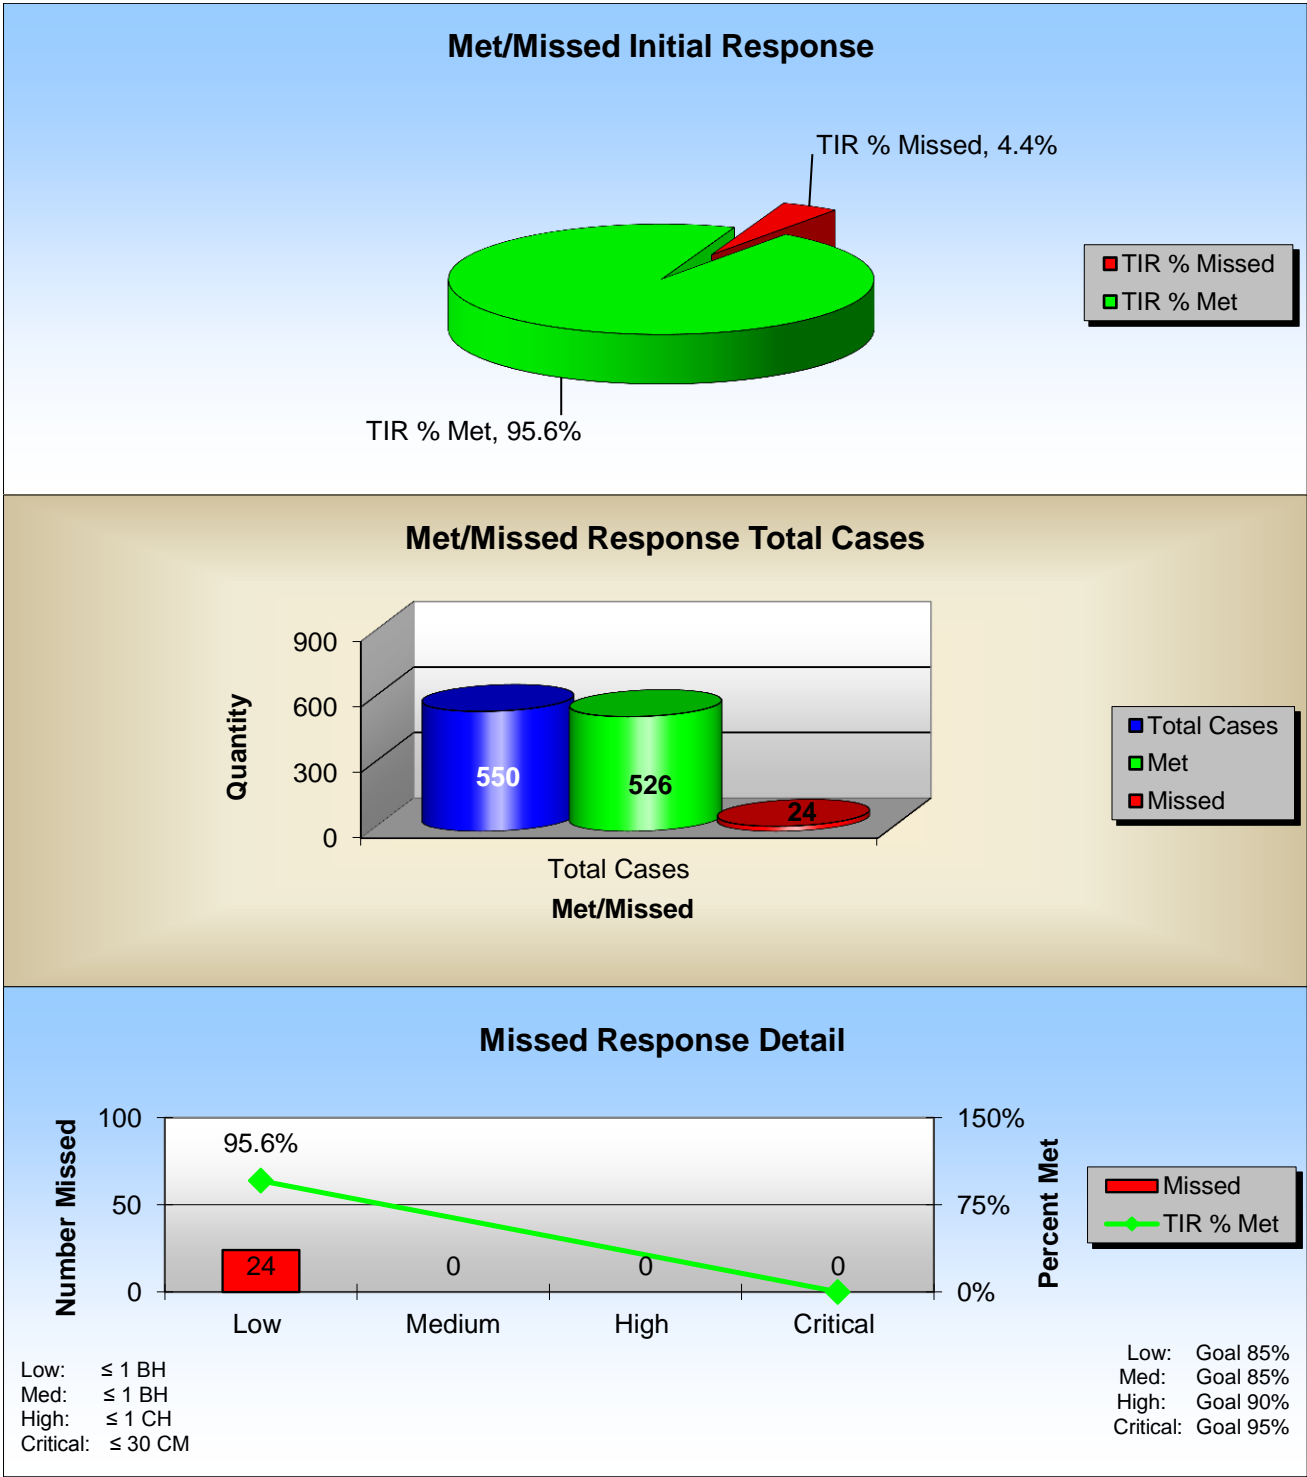 Met/Missed Initial Response
TIR % Missed, 4.4%
TIR % Missed
TIR % Met
TIR % Met, 95.6%
Met/Missed Response Total Cases
900
600
300
0
Quantity
550
526
24
Total Cases
Met/Missed
Total Cases
Met
Missed
Missed Response Detail
100
50
0
Number Missed
95.6%
24
0
0
0
150%
75%
0%
Percent Met
Missed
TIR % Met
Low
Medium
High
Critical
Low: ≤ 1 BH
Med: ≤ 1 BH
High: ≤ 1 CH
Critical: ≤ 30 CM
Low: Goal 85%
Med: Goal 85%
High: Goal 90%
Critical: Goal 95%